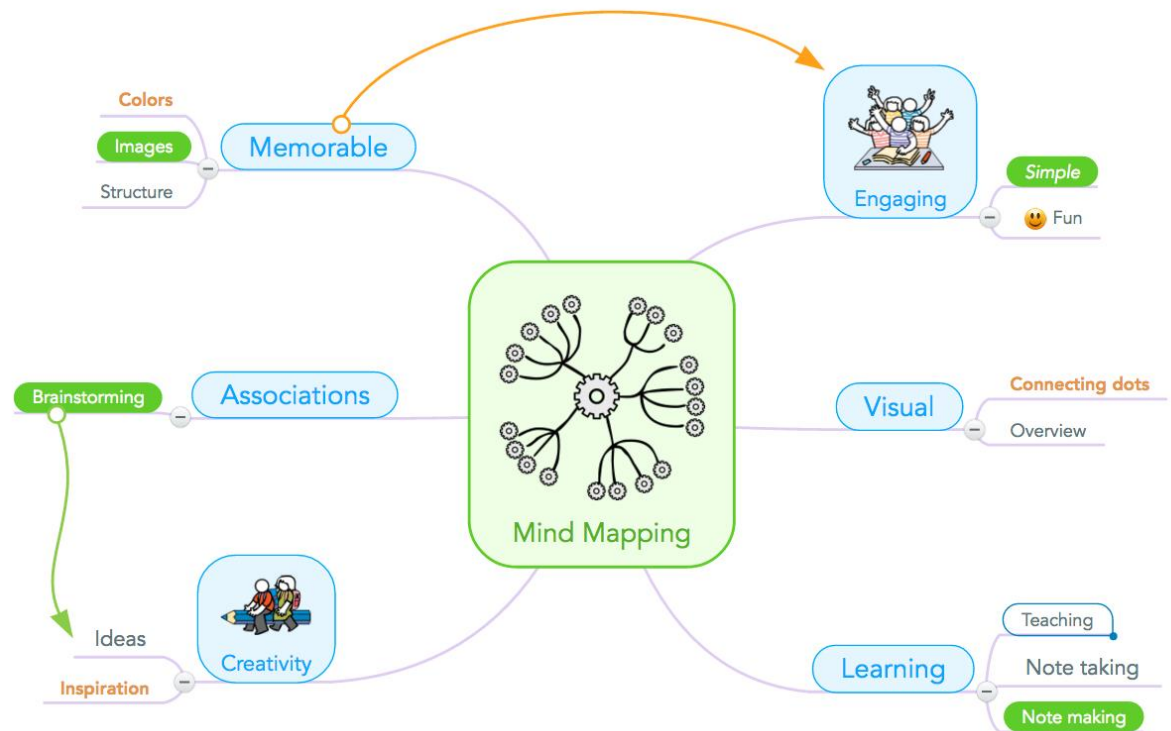 Colors
Images
Structure
Memorable
Engaging
Simple
Fun
Brainstorming
Associations
Mind Mapping
Visual
Connecting dots
Overview
Ideas
Inspiration
Creativity
Learning
Teaching
Note taking
Note making